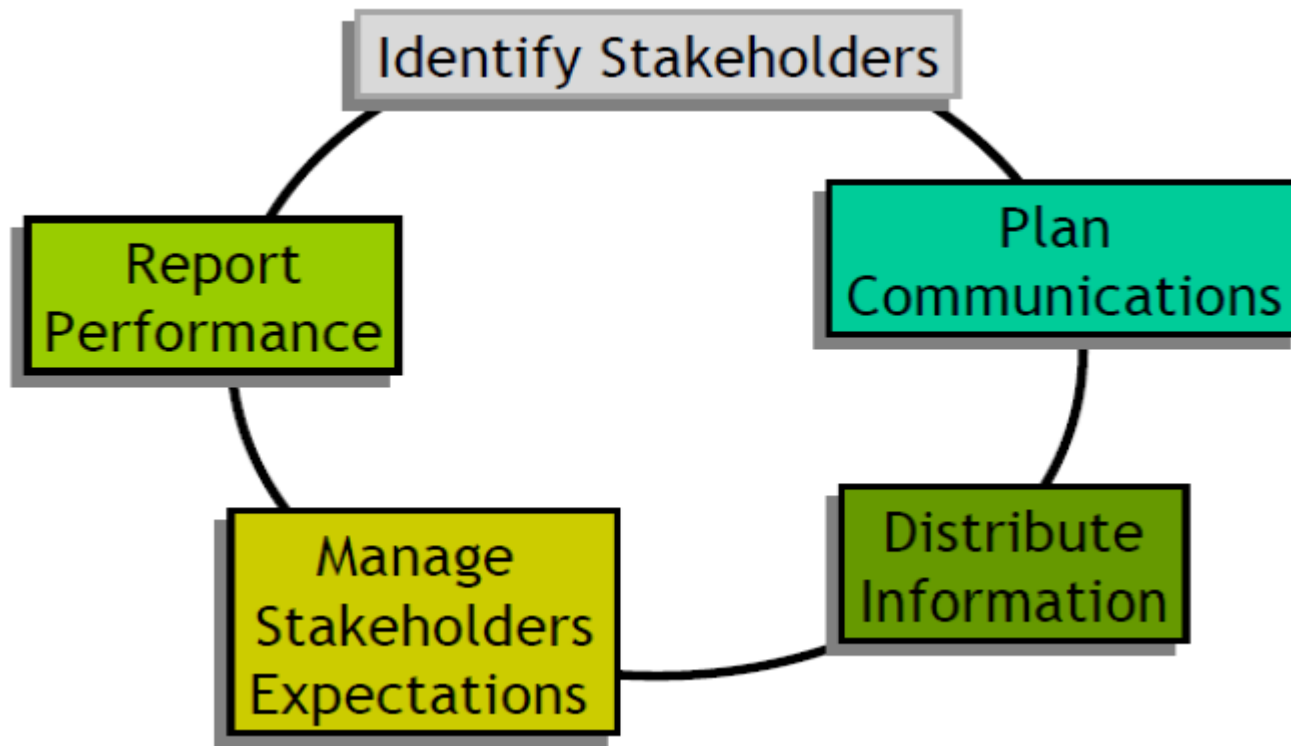 Identify Stakeholders
Plan
Communications
Distribute
Information
Manage
Stakeholders
Expectations
Report
Performance